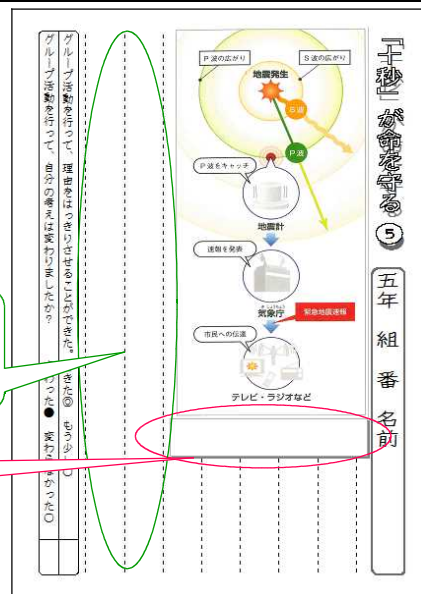 「十秒」が命を守る⑤
五年 組 番 名前
P波の広がり
S波の広がり
地震発生
S波
P波
P波をキャッチ
地震計
速報を発表
気象庁
緊急地震速報
市民への伝達
テレビ・ラジオなど
グループ活動を行って、理由をはっきりさせることができた。 きた◎ もう少し〇
グループ活動を行って、自分の考えは変わりましたか？ わった● 変わらなかった〇